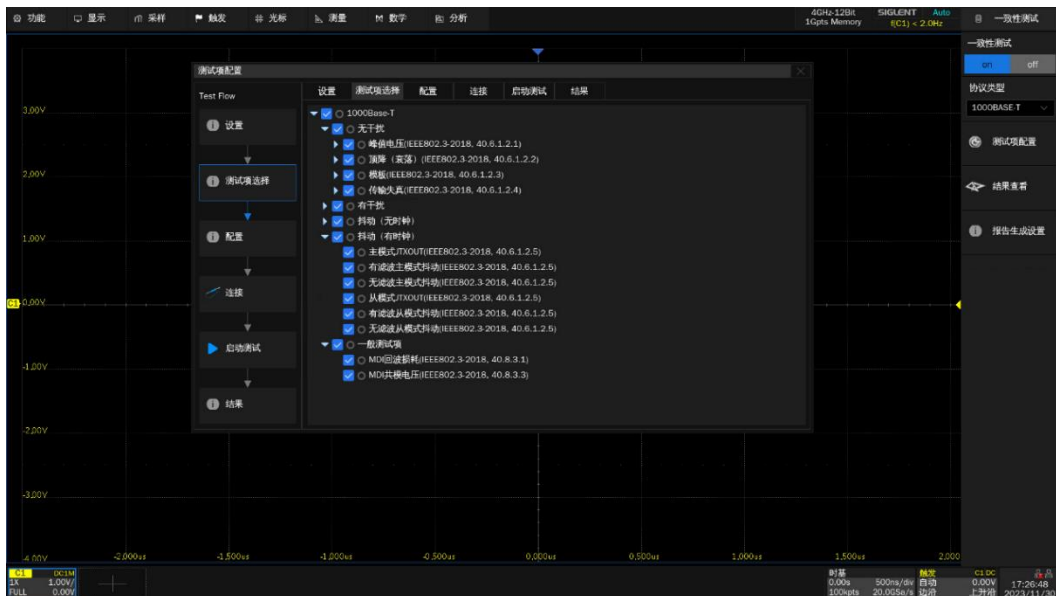 功能 显示 采样 触发 光标 测量 数学 分析
4GHz-12Bit
1Gpts Memory
SIGLENT Auto
f(C1) < 2.0Hz
一致性测试
一致性测试
on off
协议类型
1000BASE-T
测试项配置
结果查看
报告生成设置
测试项配置
Test Flow
设置
测试项选择
配置
连接
启动测试
结果
设置 测试项选择 配置 连接 启动测试 结果
1000Base-T
无干扰
峰值电压(IEEE802.3-2018, 40.6.1.2.1)
顶降（衰落）(IEEE802.3-2018, 40.6.1.2.2)
模板(IEEE802.3-2018, 40.6.1.2.3)
传输失真(IEEE802.3-2018, 40.6.1.2.4)
有干扰
抖动（无时钟）
抖动（有时钟）
主模式JTXOUT(IEEE802.3-2018, 40.6.1.2.5)
有滤波主模式抖动(IEEE802.3-2018, 40.6.1.2.5)
无滤波主模式抖动(IEEE802.3-2018, 40.6.1.2.5)
从模式JTXOUT(IEEE802.3-2018, 40.6.1.2.5)
有滤波从模式抖动(IEEE802.3-2018, 40.6.1.2.5)
无滤波从模式抖动(IEEE802.3-2018, 40.6.1.2.5)
一般测试项
MDI回波损耗(IEEE802.3-2018, 40.8.3.1)
MDI共模电压(IEEE802.3-2018, 40.8.3.3)
3.00V
2.00V
1.00V
C1 0.00V
-1.00V
-2.00V
-3.00V
-4.00V
-2.000us -1.500us -1.000us -0.500us 0.000us 0.500us 1.000us 1.500us 2.000
C1 DC1M
1X 1.00V/
FULL 0.00V
时基
0.00s 500ns/div
100kpts 20.0GSa/s
触发 C1 DC
自动 0.00V
边沿 上升沿
17:26:48
2023/11/30